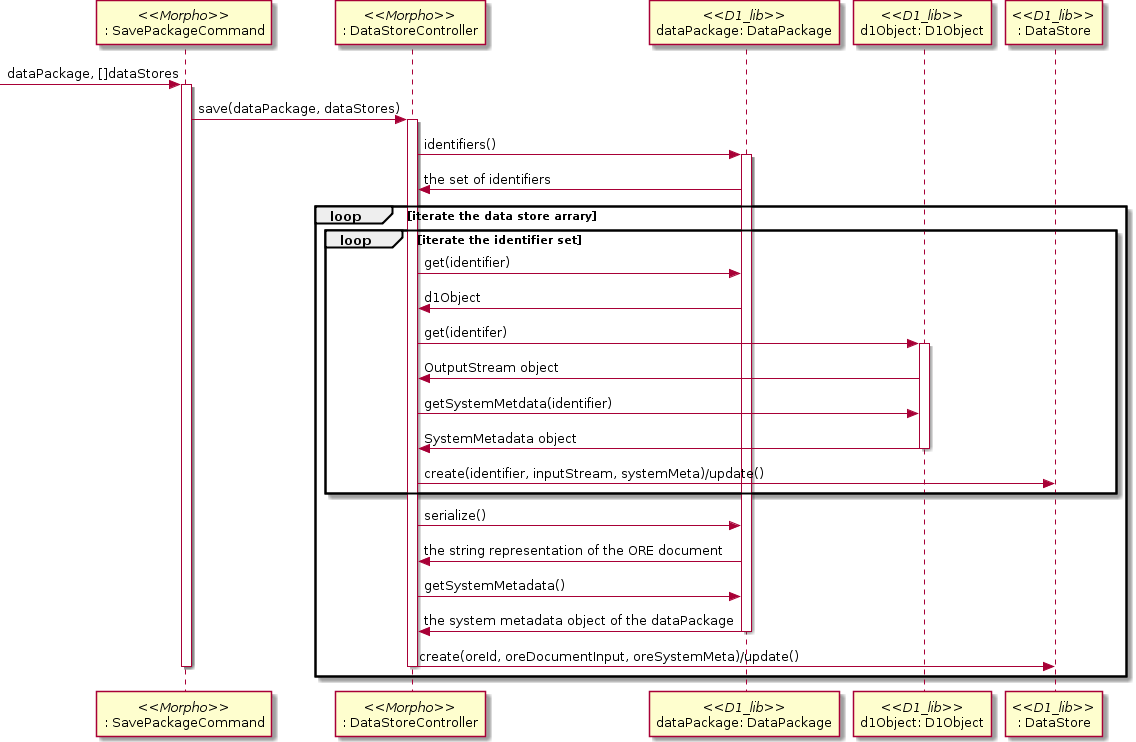 <<Morpho>>
: SavePackageCommand
<<Morpho>>
: DataStoreController
<<D1_lib>>
dataPackage: DataPackage
<<D1_lib>>
d1Object: D1Object
<<D1_lib>>
: DataStore
dataPackage, []dataStores
save(dataPackage, dataStores)
identifiers()
the set of identifiers
loop [iterate the data store arrary]
loop [iterate the identifier set]
get(identifier)
d1Object
get(identifer)
OutputStream object
getSystemMetdata(identifier)
SystemMetadata object
create(identifier, inputStream, systemMeta)/update()
serialize()
the string representation of the ORE document
getSystemMetadata()
the system metadata object of the dataPackage
create(oreId, oreDocumentInput, oreSystemMeta)/update()
<<Morpho>>
: SavePackageCommand
<<Morpho>>
: DataStoreController
<<D1_lib>>
dataPackage: DataPackage
<<D1_lib>>
d1Object: D1Object
<<D1_lib>>
: DataStore